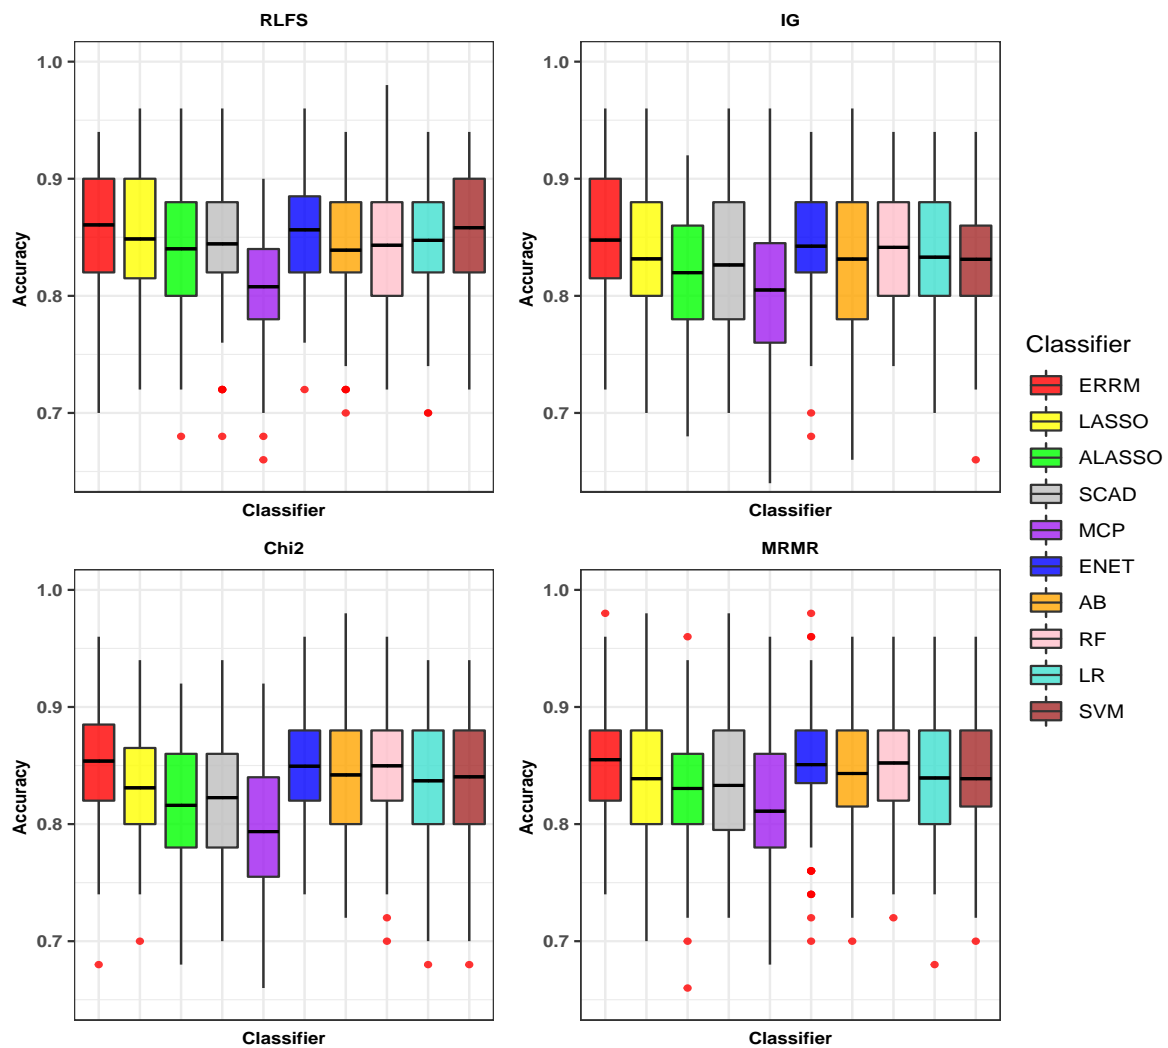 RLFS
IG
Accuracy
1.0
0.9
0.8
0.7
Classifier
Accuracy
1.0
0.9
0.8
0.7
Classifier
Chi2
MRMR
Accuracy
1.0
0.9
0.8
0.7
Classifier
Accuracy
1.0
0.9
0.8
0.7
Classifier
Classifier
ERRM
LASSO
ALASSO
SCAD
MCP
ENET
AB
RF
LR
SVM